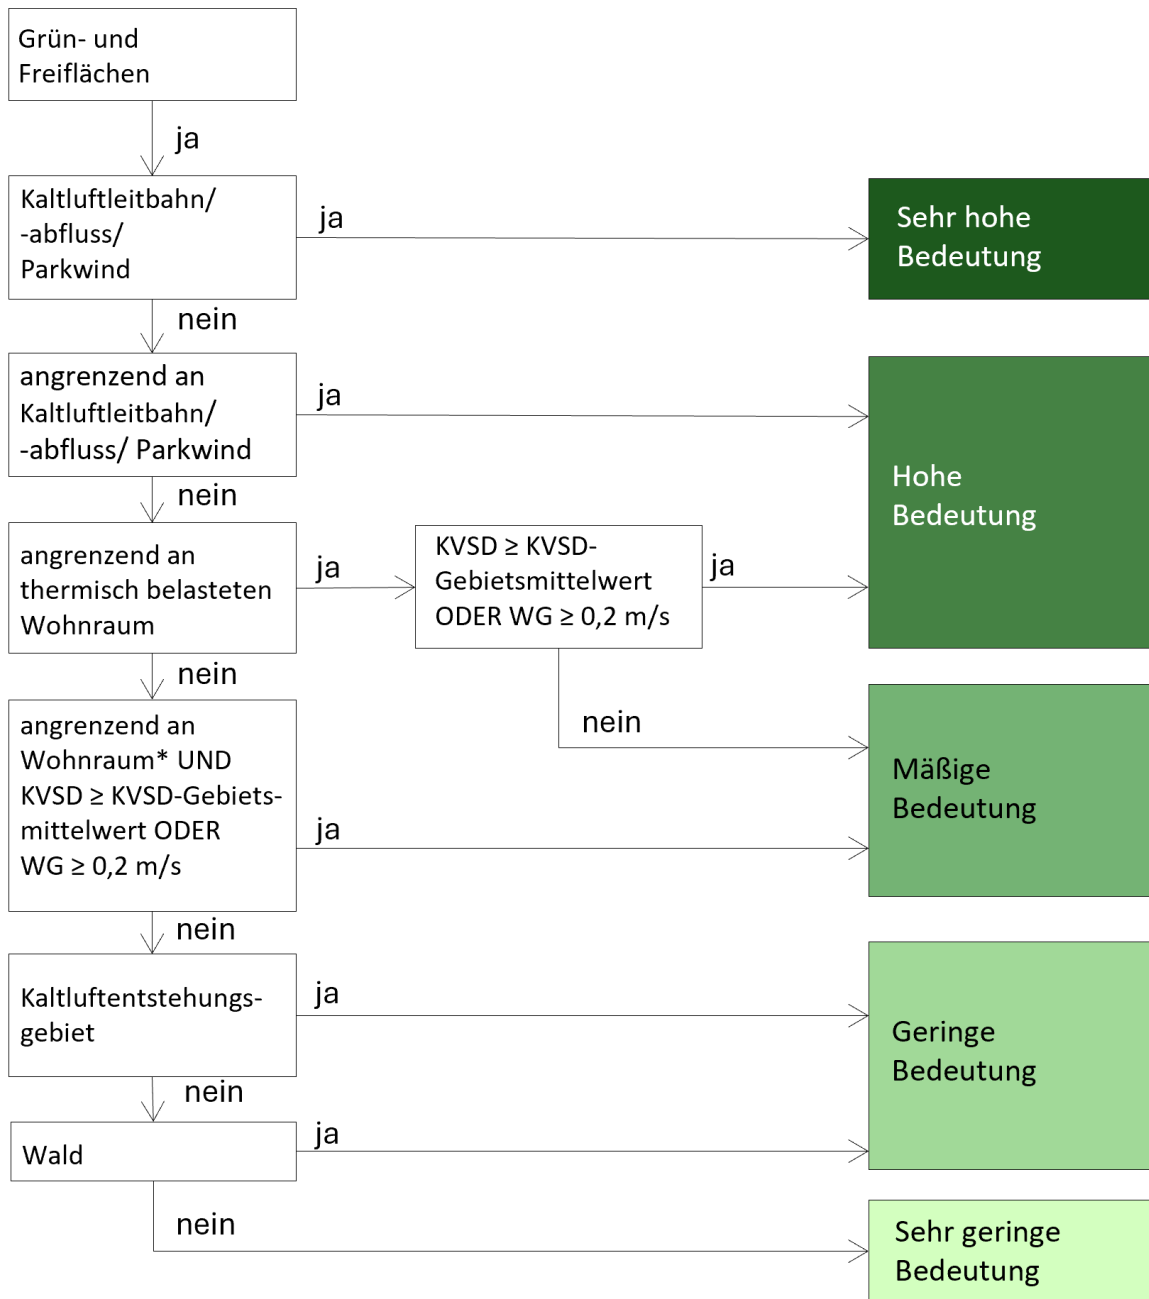 Grün- und
Freiflächen
ja
Kaltluftleitbahn/
-abfluss/
Parkwind
ja
Sehr hohe
Bedeutung
nein
angrenzend an
Kaltluftleitbahn/
-abfluss/ Parkwind
ja
Hohe
Bedeutung
nein
angrenzend an
thermisch belasteten
Wohnraum
ja
KVSD ≥ KVSD-
Gebietsmittelwert
ODER WG ≥ 0,2 m/s
ja
nein
nein
angrenzend an
Wohnraum* UND
KVSD ≥ KVSD-Gebiets-
mittelwert ODER
WG ≥ 0,2 m/s
ja
Mäßige
Bedeutung
nein
Kaltluftentstehungs-
gebiet
ja
Geringe
Bedeutung
nein
Wald
ja
nein
Sehr geringe
Bedeutung